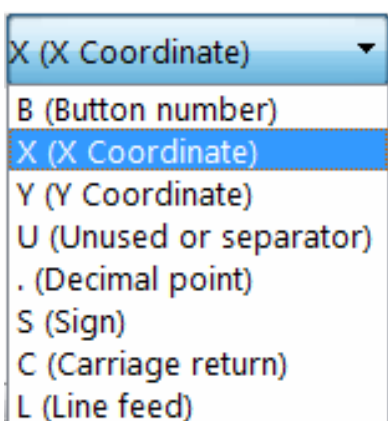 X (X Coordinate)
B (Button number)
X (X Coordinate)
Y (Y Coordinate)
U (Unused or separator)
. (Decimal point)
S (Sign)
C (Carriage return)
L (Line feed)